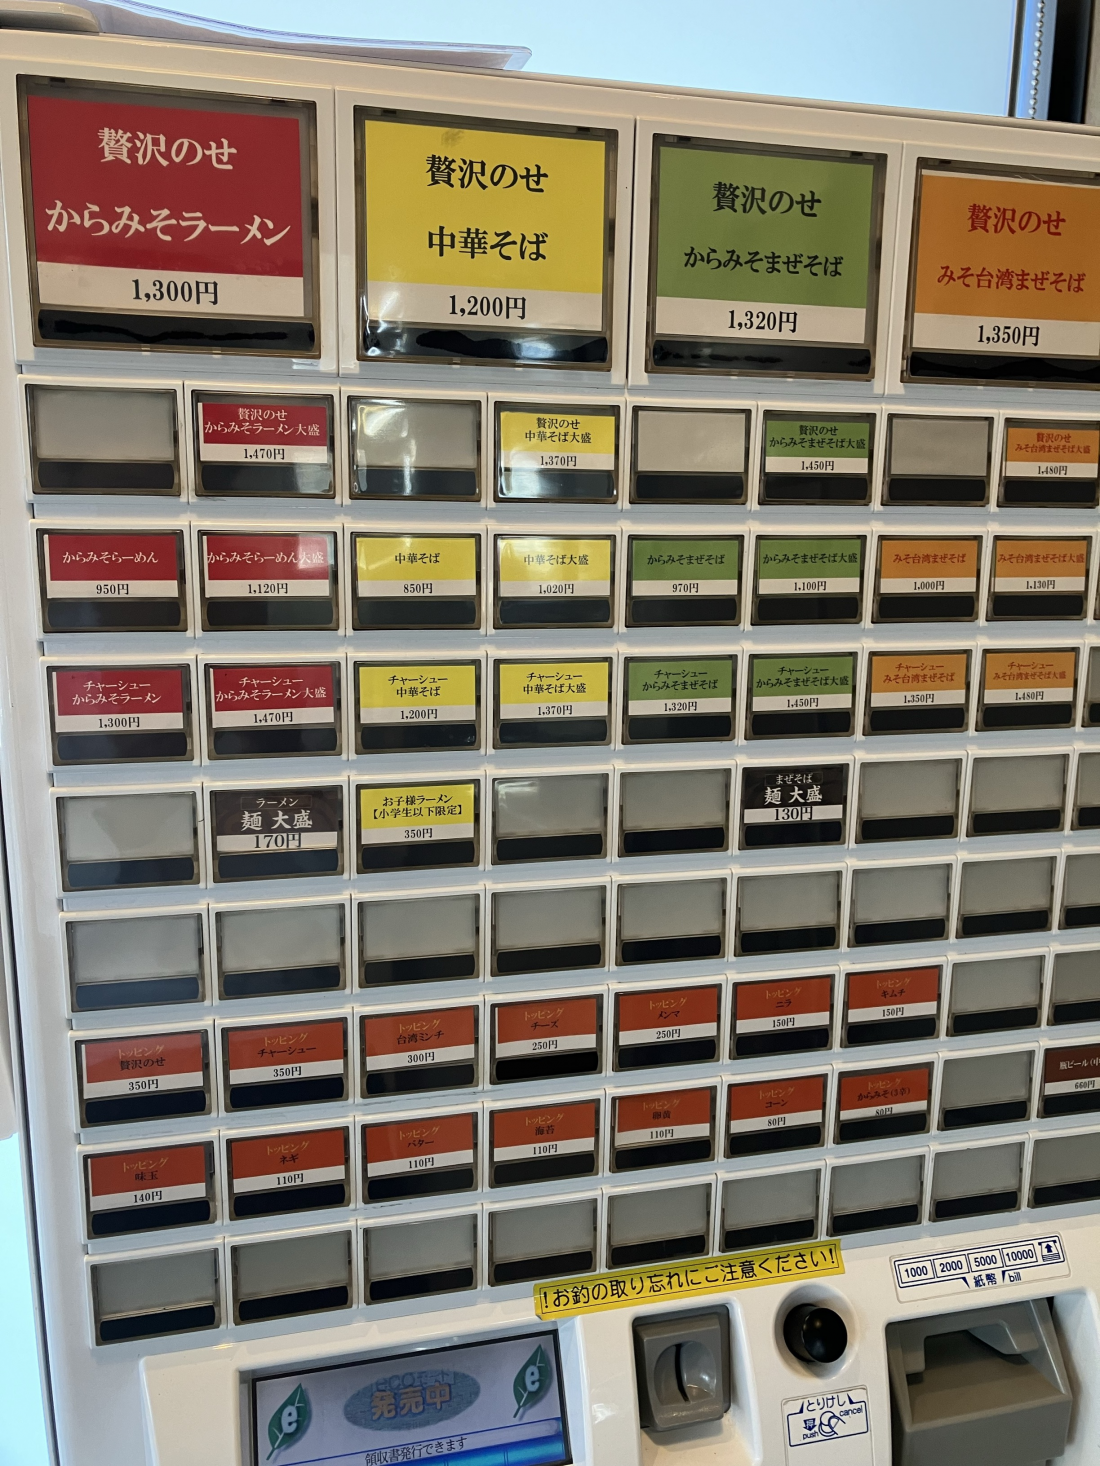 贅沢のせ
からみそラーメン
1,300円
贅沢のせ
中華そば
1,200円
贅沢のせ
からみそまぜそば
1,320円
贅沢のせ
みそ台湾まぜそば
1,350円
贅沢のせ
からみそラーメン大盛
1,470円
贅沢のせ
中華そば大盛
1,370円
贅沢のせ
からみそまぜそば大盛
1,450円
贅沢のせ
みそ台湾まぜそば大盛
1,480円
からみそらーめん
950円
からみそらーめん大盛
1,120円
中華そば
850円
中華そば大盛
1,020円
からみそまぜそば
970円
からみそまぜそば大盛
1,100円
みそ台湾まぜそば
1,000円
みそ台湾まぜそば大盛
1,130円
チャーシュー
からみそラーメン
1,300円
チャーシュー
からみそラーメン大盛
1,470円
チャーシュー
中華そば
1,200円
チャーシュー
中華そば大盛
1,370円
チャーシュー
からみそまぜそば
1,320円
チャーシュー
からみそまぜそば大盛
1,450円
チャーシュー
みそ台湾まぜそば
1,350円
チャーシュー
みそ台湾まぜそば大盛
1,480円
ラーメン
麺 大盛
170円
お子様ラーメン
【小学生以下限定】
350円
まぜそば
麺 大盛
130円
トッピング
贅沢のせ
350円
トッピング
チャーシュー
350円
トッピング
台湾ミンチ
300円
トッピング
チーズ
250円
トッピング
メンマ
250円
トッピング
ニラ
150円
トッピング
キムチ
150円
トッピング
味玉
140円
トッピング
ネギ
110円
トッピング
バター
110円
トッピング
海苔
110円
トッピング
卵黄
110円
トッピング
コーン
80円
トッピング
からみそ
80円
瓶ビール(中
660円
!お釣の取り忘れにご注意ください!
1000 2000 5000 10000
紙幣 bill
とりけし
push cancel
ecoモード
発売中
領収書発行できます